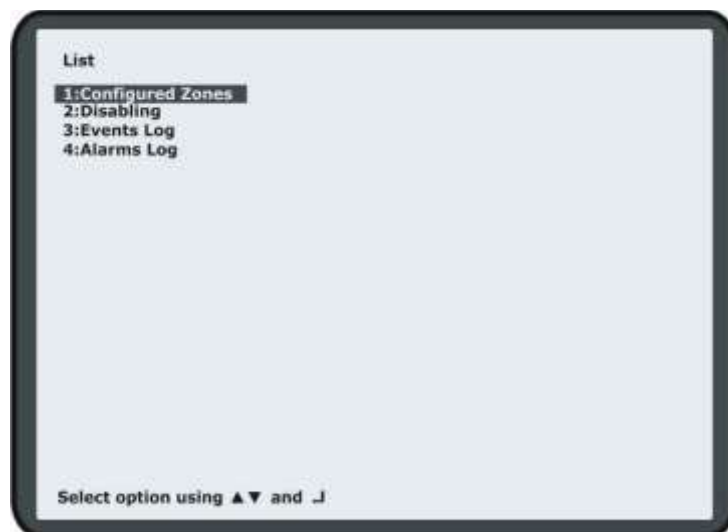 List
1:Configured Zones
2:Disabling
3:Events Log
4:Alarms Log
Select option using ▲▼ and ↵